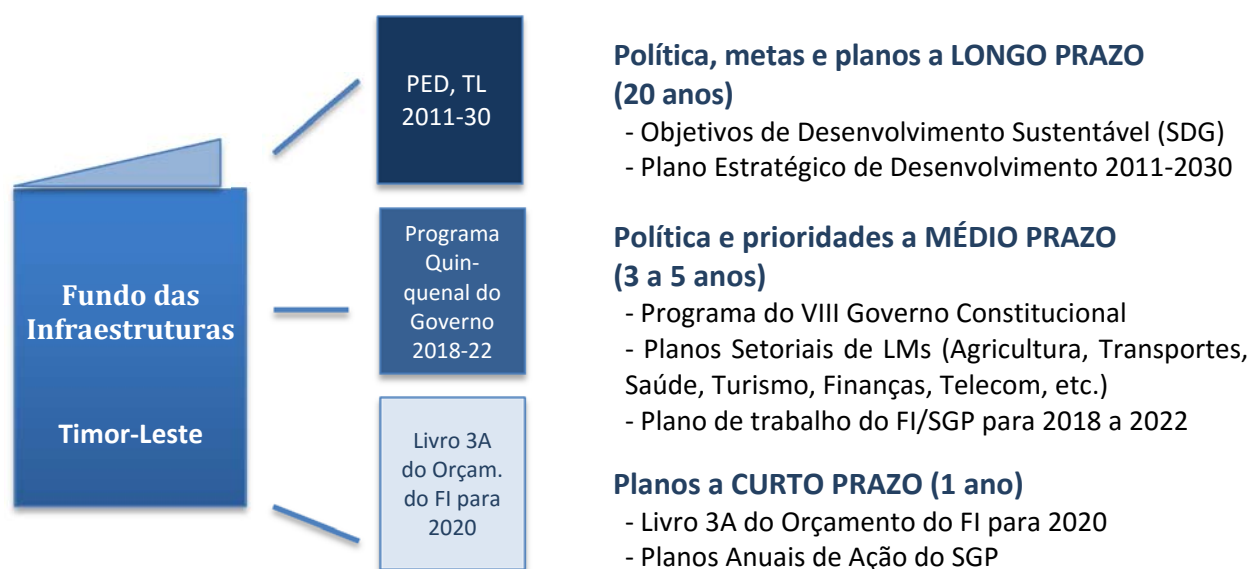 Fundo das
Infraestruturas
Timor-Leste
PED, TL
2011-30
Programa
Quin-
quenal do
Governo
2018-22
Livro 3A
do Orçam.
do FI para
2020
Política, metas e planos a LONGO PRAZO
(20 anos)
- Objetivos de Desenvolvimento Sustentável (SDG)
- Plano Estratégico de Desenvolvimento 2011-2030
Política e prioridades a MÉDIO PRAZO
(3 a 5 anos)
- Programa do VIII Governo Constitucional
- Planos Setoriais de LMs (Agricultura, Transportes,
Saúde, Turismo, Finanças, Telecom, etc.)
- Plano de trabalho do FI/SGP para 2018 a 2022
Planos a CURTO PRAZO (1 ano)
- Livro 3A do Orçamento do FI para 2020
- Planos Anuais de Ação do SGP